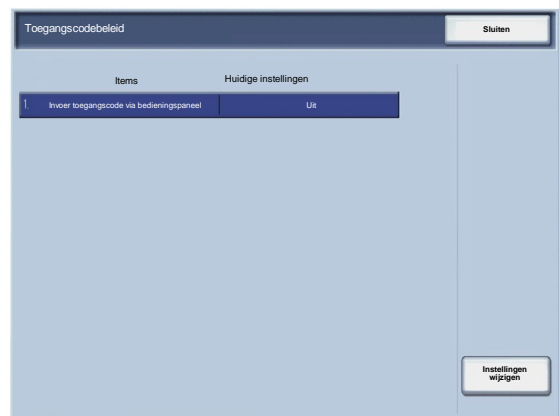 Toegangscodebeleid
Sluiten
Items
Huidige instellingen
1. Invoer toegangscode via bedieningspaneel
Uit
Instellingen
wijzigen